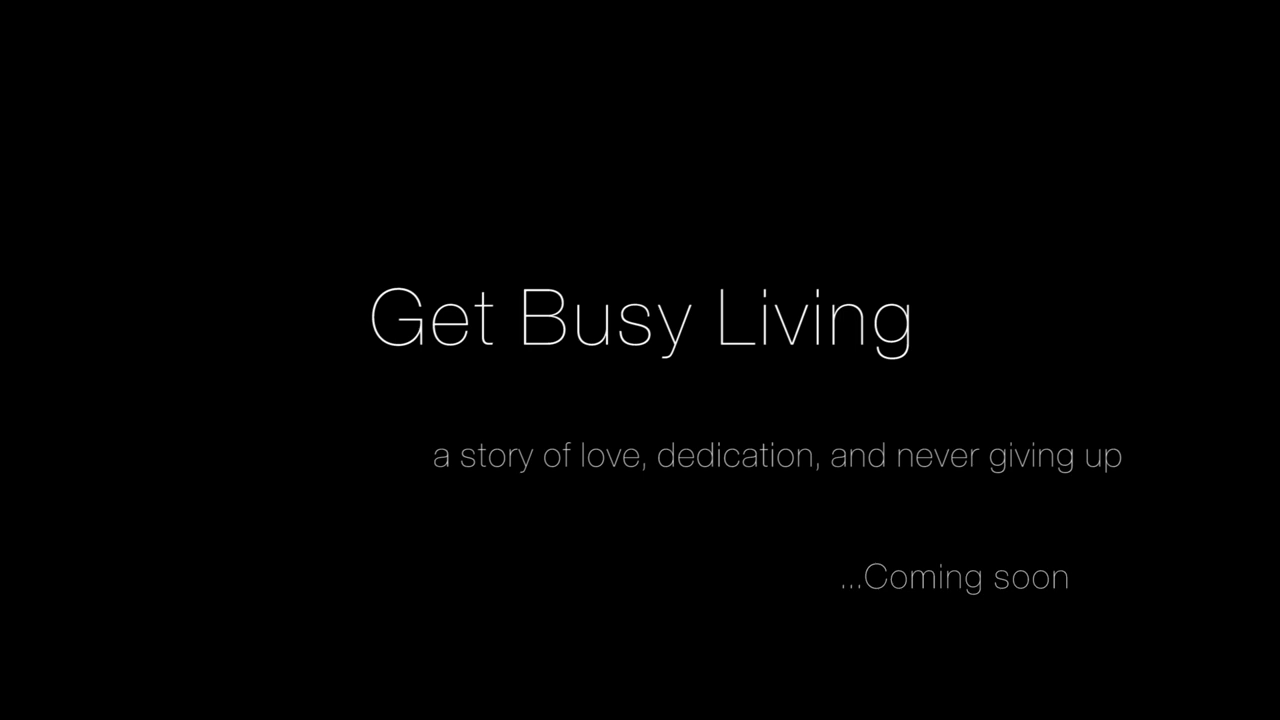 Get Busy Living
a story of love, dedication, and never giving up
...Coming soon